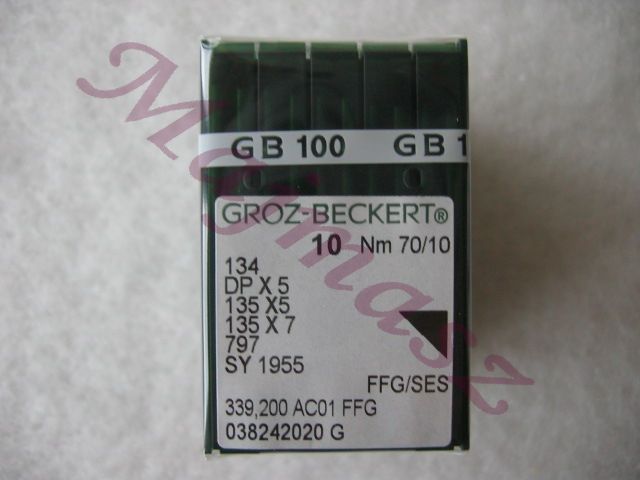 GB 100 GB 1
GROZ-BECKERT®
10 Nm 70/10
134
DP X 5
135 X5
135 X 7
797
SY 1955
FFG/SES
339,200 AC01 FFG
038242020 G
Majmasz